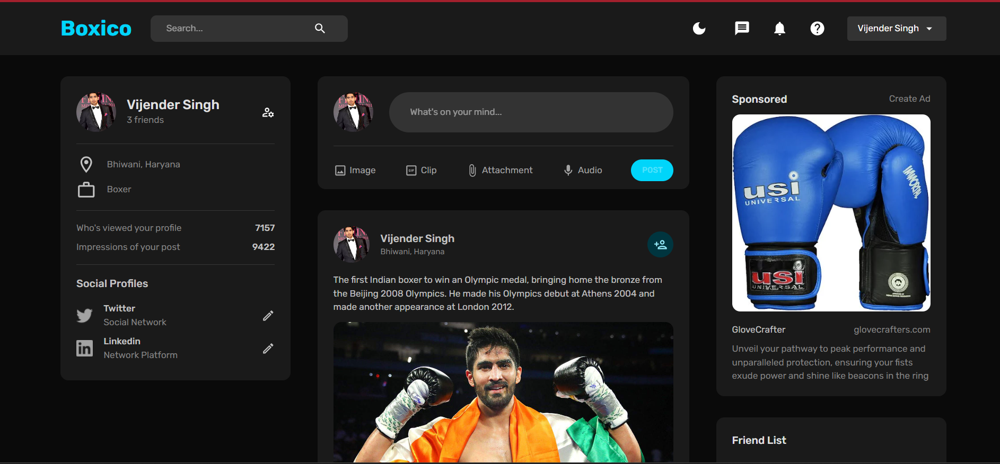 Boxico
Search...
Vijender Singh
Vijender Singh
3 friends
Bhiwani, Haryana
Boxer
Who's viewed your profile 7157
Impressions of your post 9422
Social Profiles
Twitter
Social Network
Linkedin
Network Platform
What's on your mind...
Image Clip Attachment Audio POST
Vijender Singh
Bhiwani, Haryana
The first Indian boxer to win an Olympic medal, bringing home the bronze from
the Beijing 2008 Olympics. He made his Olympics debut at Athens 2004 and
made another appearance at London 2012.
Sponsored Create Ad
usi
UNIVERSAL
IMMORTAL
usi
UNIVERSAL
GloveCrafter glovecrafters.com
Unveil your pathway to peak performance and
unparalleled protection, ensuring your fists
exude power and shine like beacons in the ring
Friend List